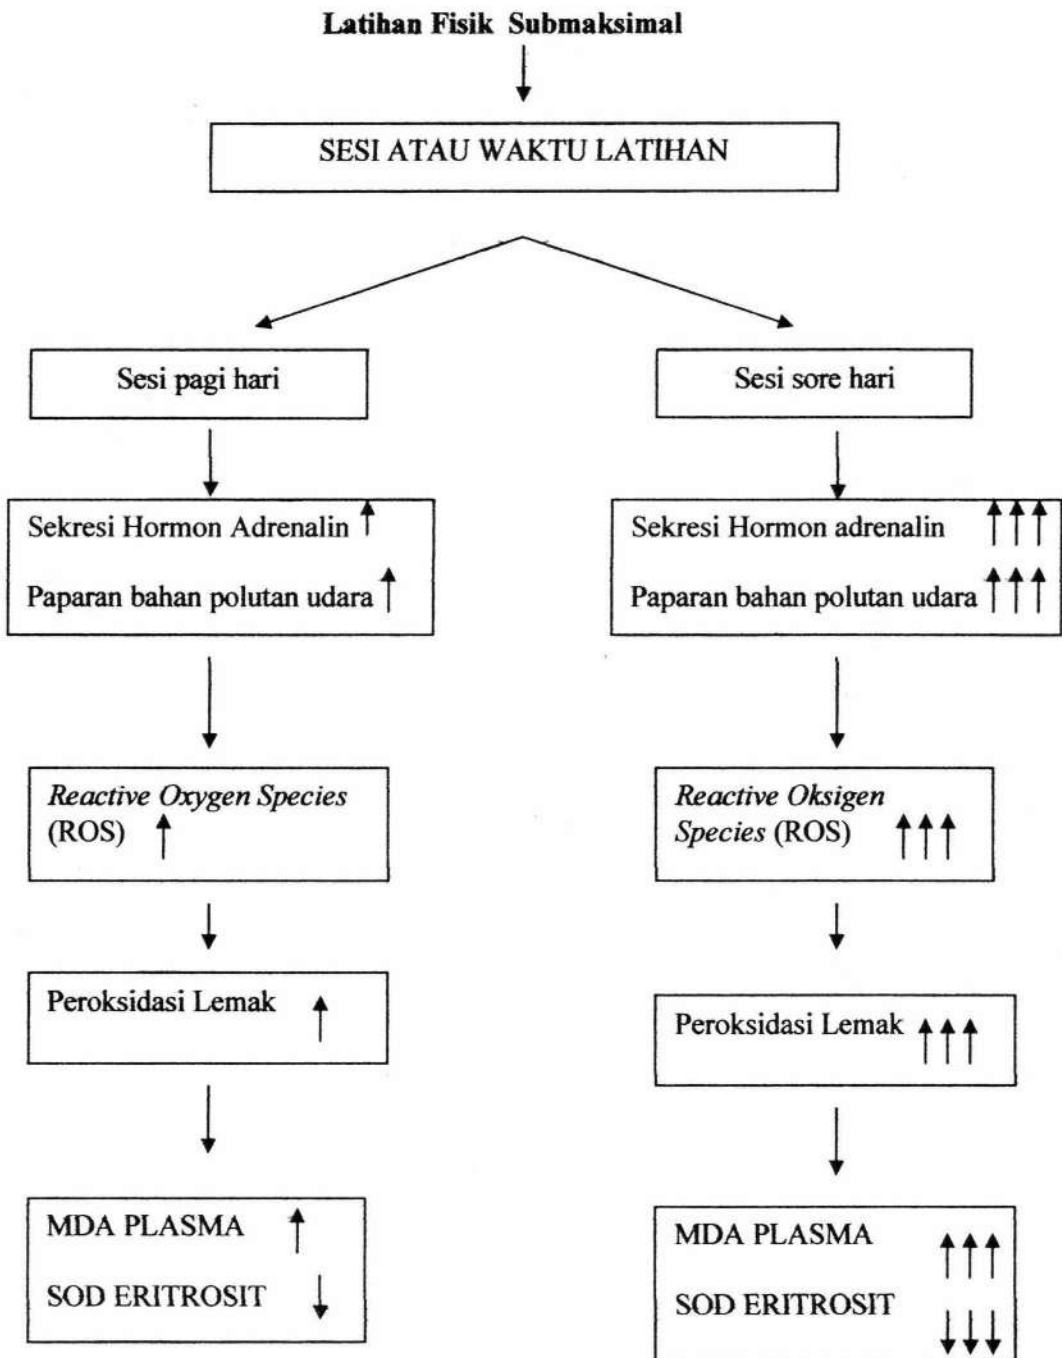 Latihan Fisik Submaksimal
SESI ATAU WAKTU LATIHAN
Sesi pagi hari
Sekresi Hormon Adrenalin
Paparan bahan polutan udara
Reactive Oxygen Species
(ROS)
Peroksidasi Lemak
MDA PLASMA
SOD ERITROSIT
Sesi sore hari
Sekresi Hormon adrenalin
Paparan bahan polutan udara
Reactive Oksigen
Species (ROS)
Peroksidasi Lemak
MDA PLASMA
SOD ERITROSIT